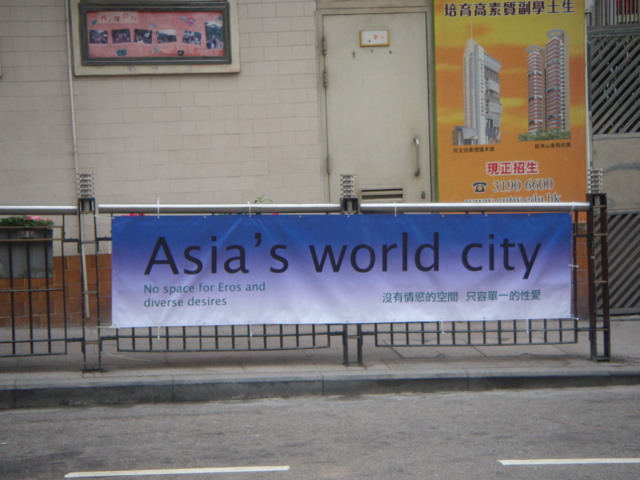 培育高素質副學士生
現正招生
☎ 3190 6600
Asia's world city
No space for Eros and
diverse desires
沒有情慾的空間 只容單一的性愛